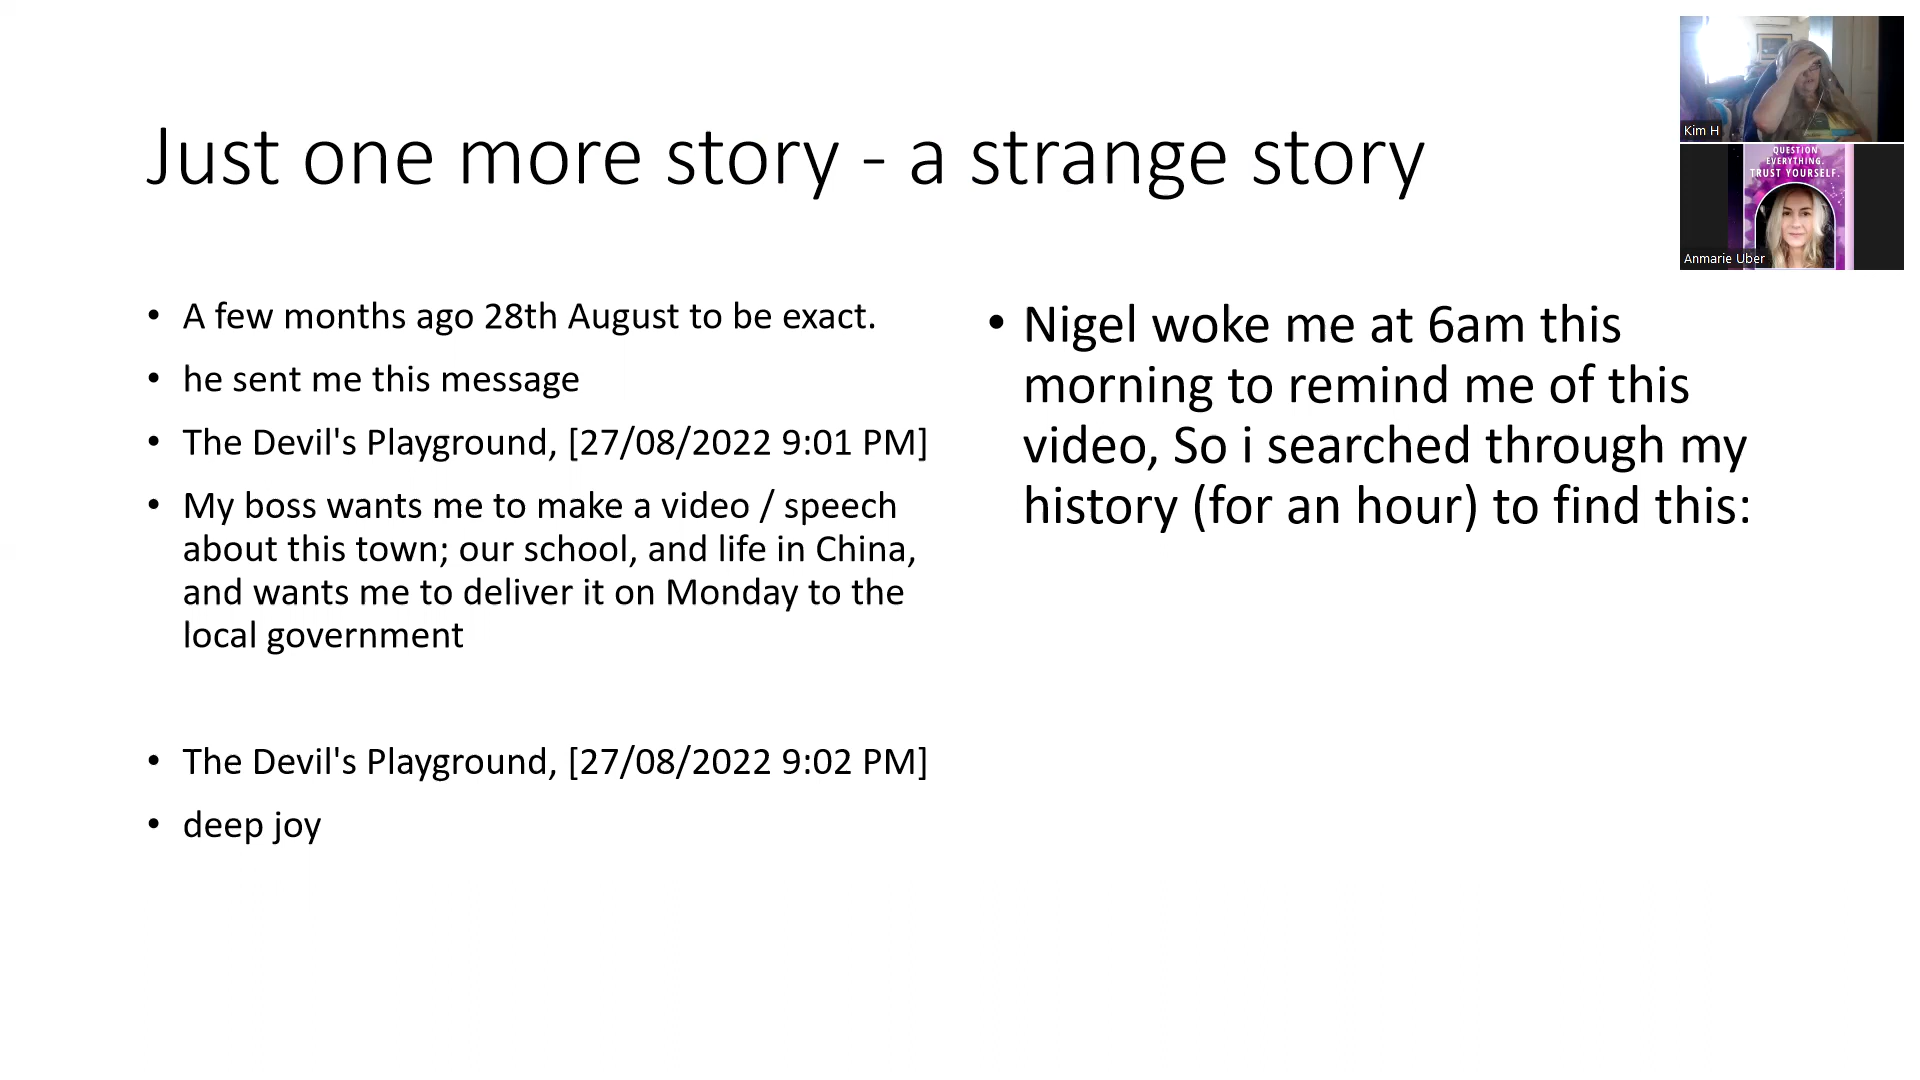 Just one more story - a strange story
• A few months ago 28th August to be exact.
• he sent me this message
• The Devil's Playground, [27/08/2022 9:01 PM]
• My boss wants me to make a video / speech
about this town; our school, and life in China,
and wants me to deliver it on Monday to the
local government
• The Devil's Playground, [27/08/2022 9:02 PM]
• deep joy
• Nigel woke me at 6am this
morning to remind me of this
video, So i searched through my
history (for an hour) to find this:
Kim H
QUESTION
EVERYTHING.
TRUST YOURSELF.
Anmarie Uber